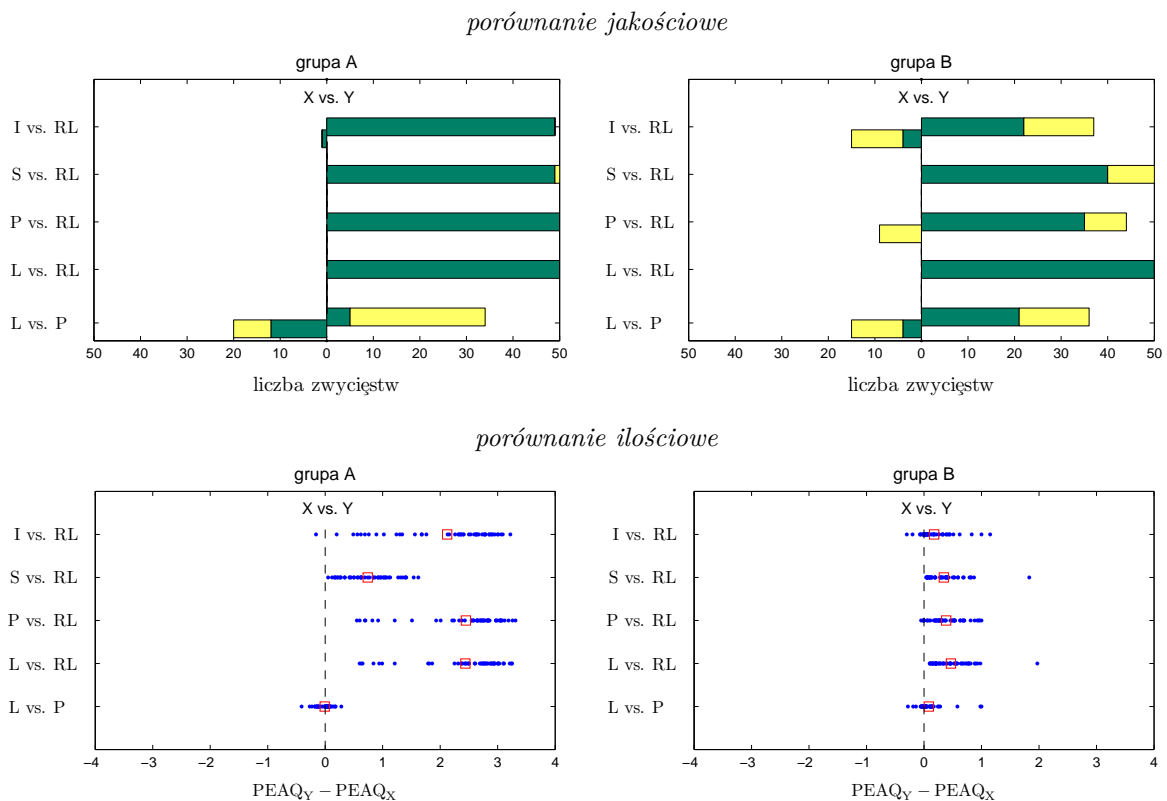 porównanie jakościowe
grupa A
X vs. Y
I vs. RL
S vs. RL
P vs. RL
L vs. RL
L vs. P
50 40 30 20 10 0 10 20 30 40 50
liczba zwycięstw
grupa B
X vs. Y
I vs. RL
S vs. RL
P vs. RL
L vs. RL
L vs. P
50 40 30 20 10 0 10 20 30 40 50
liczba zwycięstw
porównanie ilościowe
grupa A
X vs. Y
I vs. RL
S vs. RL
P vs. RL
L vs. RL
L vs. P
−4 −3 −2 −1 0 1 2 3 4
PEAQY − PEAQX
grupa B
X vs. Y
I vs. RL
S vs. RL
P vs. RL
L vs. RL
L vs. P
−4 −3 −2 −1 0 1 2 3 4
PEAQY − PEAQX